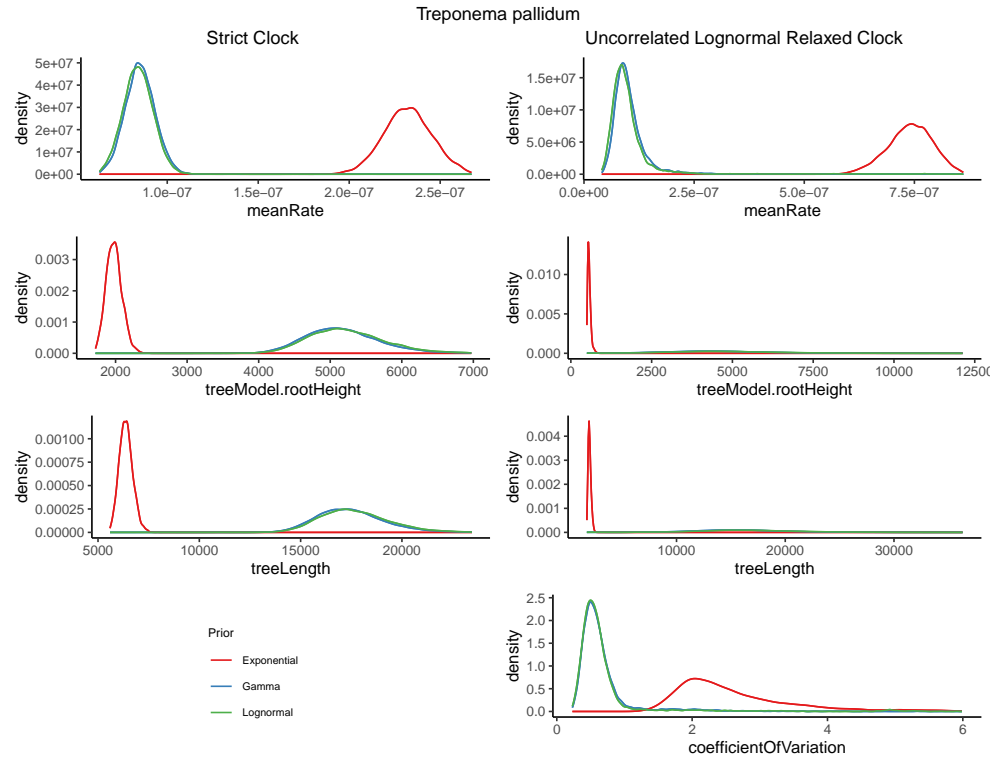 Treponema pallidum
Strict Clock
5e+07
4e+07
3e+07
2e+07
1e+07
0e+00
density
1.0e−07
1.5e−07
2.0e−07
2.5e−07
meanRate
Uncorrelated Lognormal Relaxed Clock
1.5e+07
1.0e+07
5.0e+06
0.0e+00
density
0.0e+00
2.5e−07
5.0e−07
7.5e−07
meanRate
0.003
0.002
0.001
0.000
density
2000
3000
4000
5000
6000
7000
treeModel.rootHeight
0.010
0.005
0.000
density
0
2500
5000
7500
10000
12500
treeModel.rootHeight
0.00100
0.00075
0.00050
0.00025
0.00000
density
5000
10000
15000
20000
treeLength
0.004
0.003
0.002
0.001
0.000
density
10000
20000
30000
treeLength
Prior
Exponential
Gamma
Lognormal
2.5
2.0
1.5
1.0
0.5
0.0
density
0
2
4
6
coefficientOfVariation